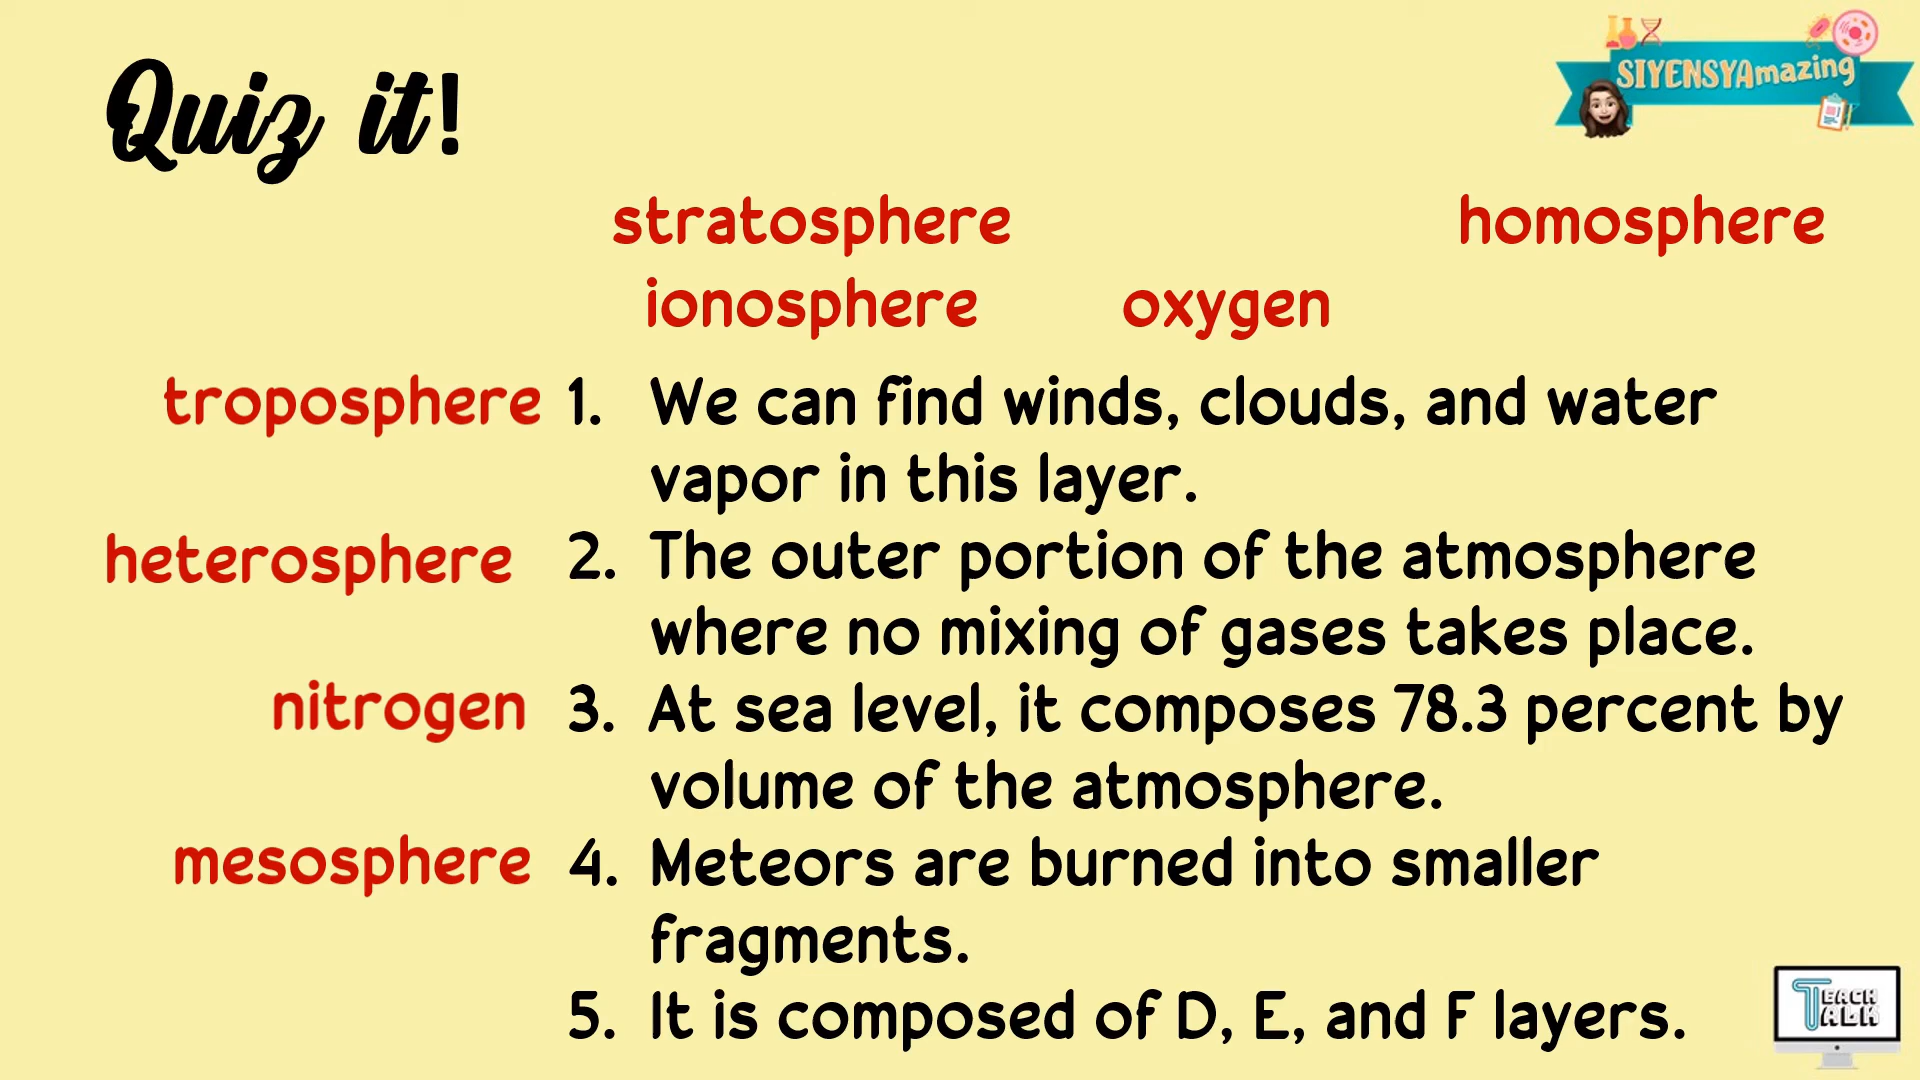 Quiz it!
SIYENSYAmazing
stratosphere homosphere
ionosphere oxygen
troposphere 1. We can find winds, clouds, and water
vapor in this layer.
heterosphere 2. The outer portion of the atmosphere
where no mixing of gases takes place.
nitrogen 3. At sea level, it composes 78.3 percent by
volume of the atmosphere.
mesosphere 4. Meteors are burned into smaller
fragments.
5. It is composed of D, E, and F layers.
TEACH
TALK